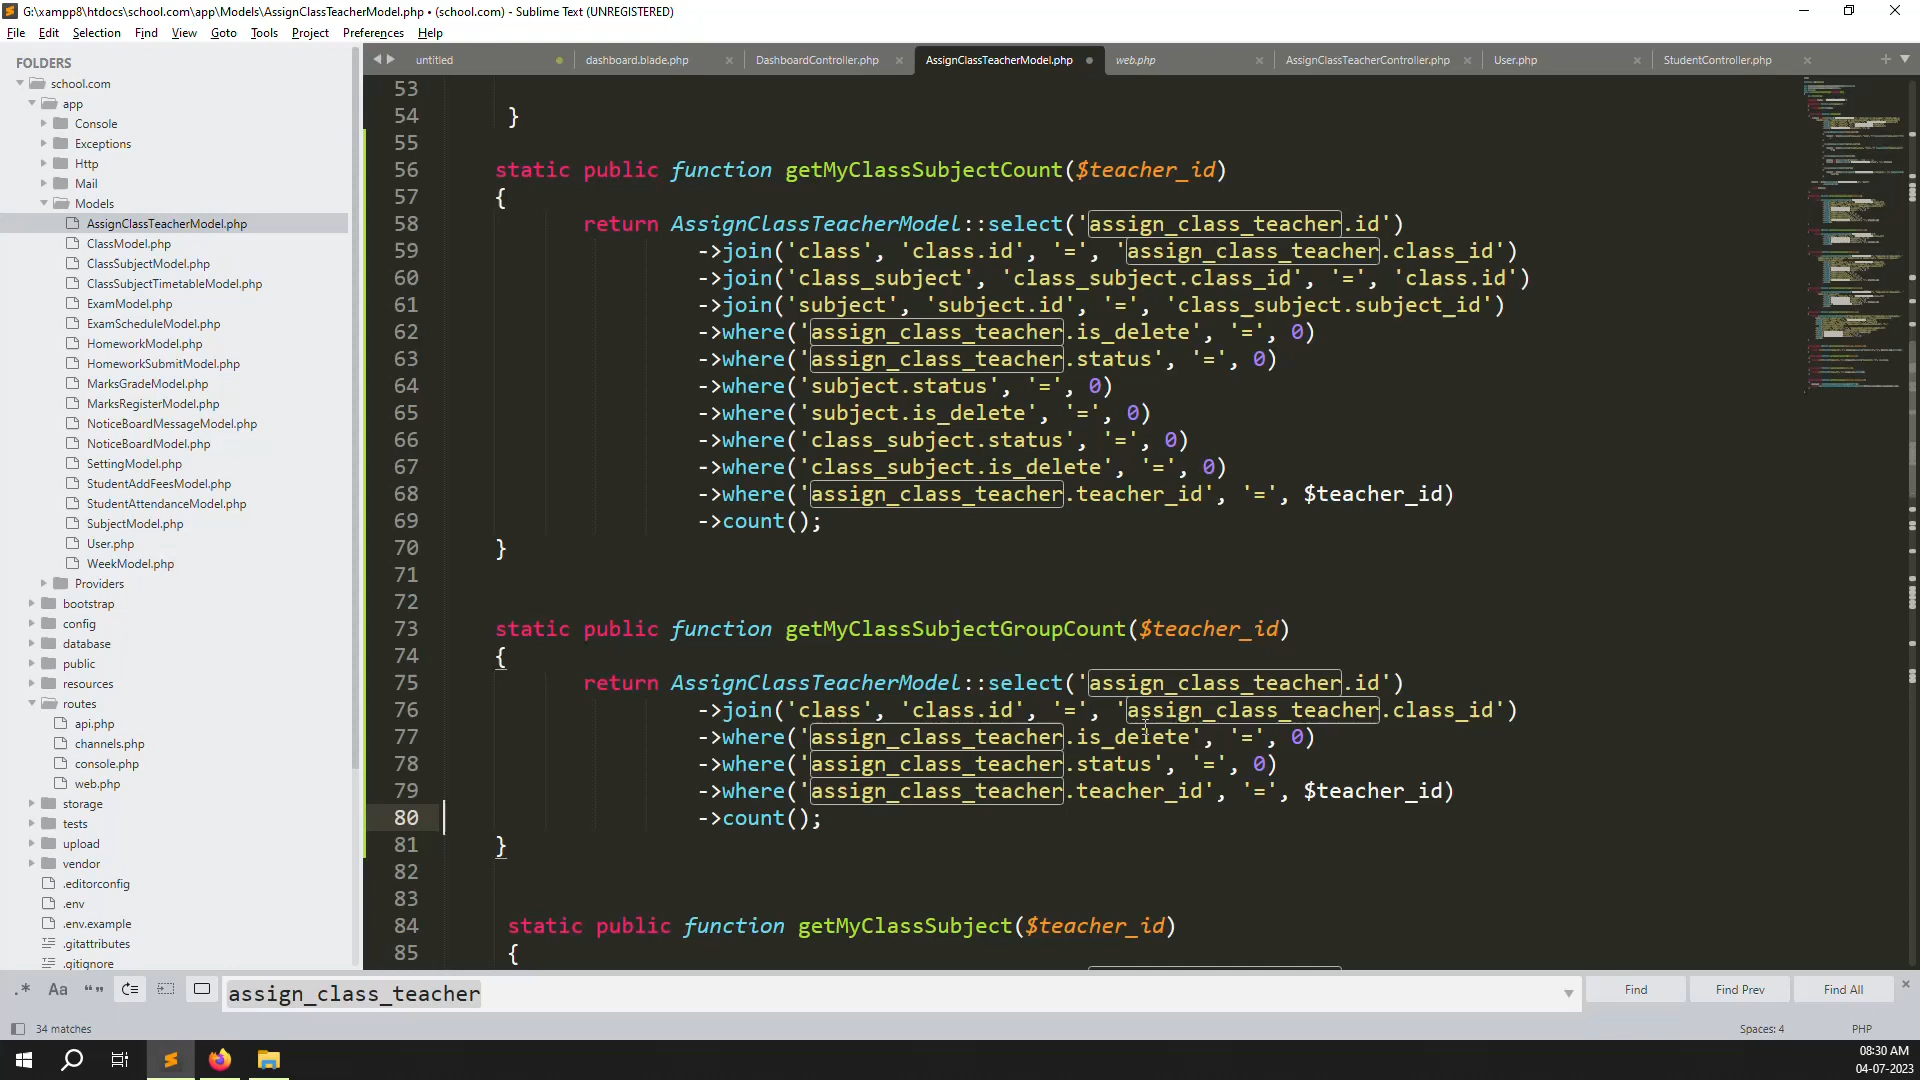 G:\xampp8\htdocs\school.com\app\Models\AssignClassTeacherModel.php • (school.com) - Sublime Text (UNREGISTERED)
File Edit Selection Find View Goto Tools Project Preferences Help
FOLDERS
school.com
app
Console
Exceptions
Http
Mail
Models
AssignClassTeacherModel.php
ClassModel.php
ClassSubjectModel.php
ClassSubjectTimetableModel.php
ExamModel.php
ExamScheduleModel.php
HomeworkModel.php
HomeworkSubmitModel.php
MarksGradeModel.php
MarksRegisterModel.php
NoticeBoardMessageModel.php
NoticeBoardModel.php
SettingModel.php
StudentAddFeesModel.php
StudentAttendanceModel.php
SubjectModel.php
User.php
WeekModel.php
Providers
bootstrap
config
database
public
resources
routes
api.php
channels.php
console.php
web.php
storage
tests
upload
vendor
.editorconfig
.env
.env.example
.gitattributes
.gitignore
untitled dashboard.blade.php DashboardController.php AssignClassTeacherModel.php web.php AssignClassTeacherController.php User.php StudentController.php
53
54 }
55
56 static public function getMyClassSubjectCount($teacher_id)
57 {
58 return AssignClassTeacherModel::select('assign_class_teacher.id')
59 ->join('class', 'class.id', '=', 'assign_class_teacher.class_id')
60 ->join('class_subject', 'class_subject.class_id', '=', 'class.id')
61 ->join('subject', 'subject.id', '=', 'class_subject.subject_id')
62 ->where('assign_class_teacher.is_delete', '=', 0)
63 ->where('assign_class_teacher.status', '=', 0)
64 ->where('subject.status', '=', 0)
65 ->where('subject.is_delete', '=', 0)
66 ->where('class_subject.status', '=', 0)
67 ->where('class_subject.is_delete', '=', 0)
68 ->where('assign_class_teacher.teacher_id', '=', $teacher_id)
69 ->count();
70 }
71
72
73 static public function getMyClassSubjectGroupCount($teacher_id)
74 {
75 return AssignClassTeacherModel::select('assign_class_teacher.id')
76 ->join('class', 'class.id', '=', 'assign_class_teacher.class_id')
77 ->where('assign_class_teacher.is_delete', '=', 0)
78 ->where('assign_class_teacher.status', '=', 0)
79 ->where('assign_class_teacher.teacher_id', '=', $teacher_id)
80 ->count();
81 }
82
83
84 static public function getMyClassSubject($teacher_id)
85 {
.* Aa “” assign_class_teacher Find Find Prev Find All
34 matches Spaces: 4 PHP
08:30 AM
04-07-2023